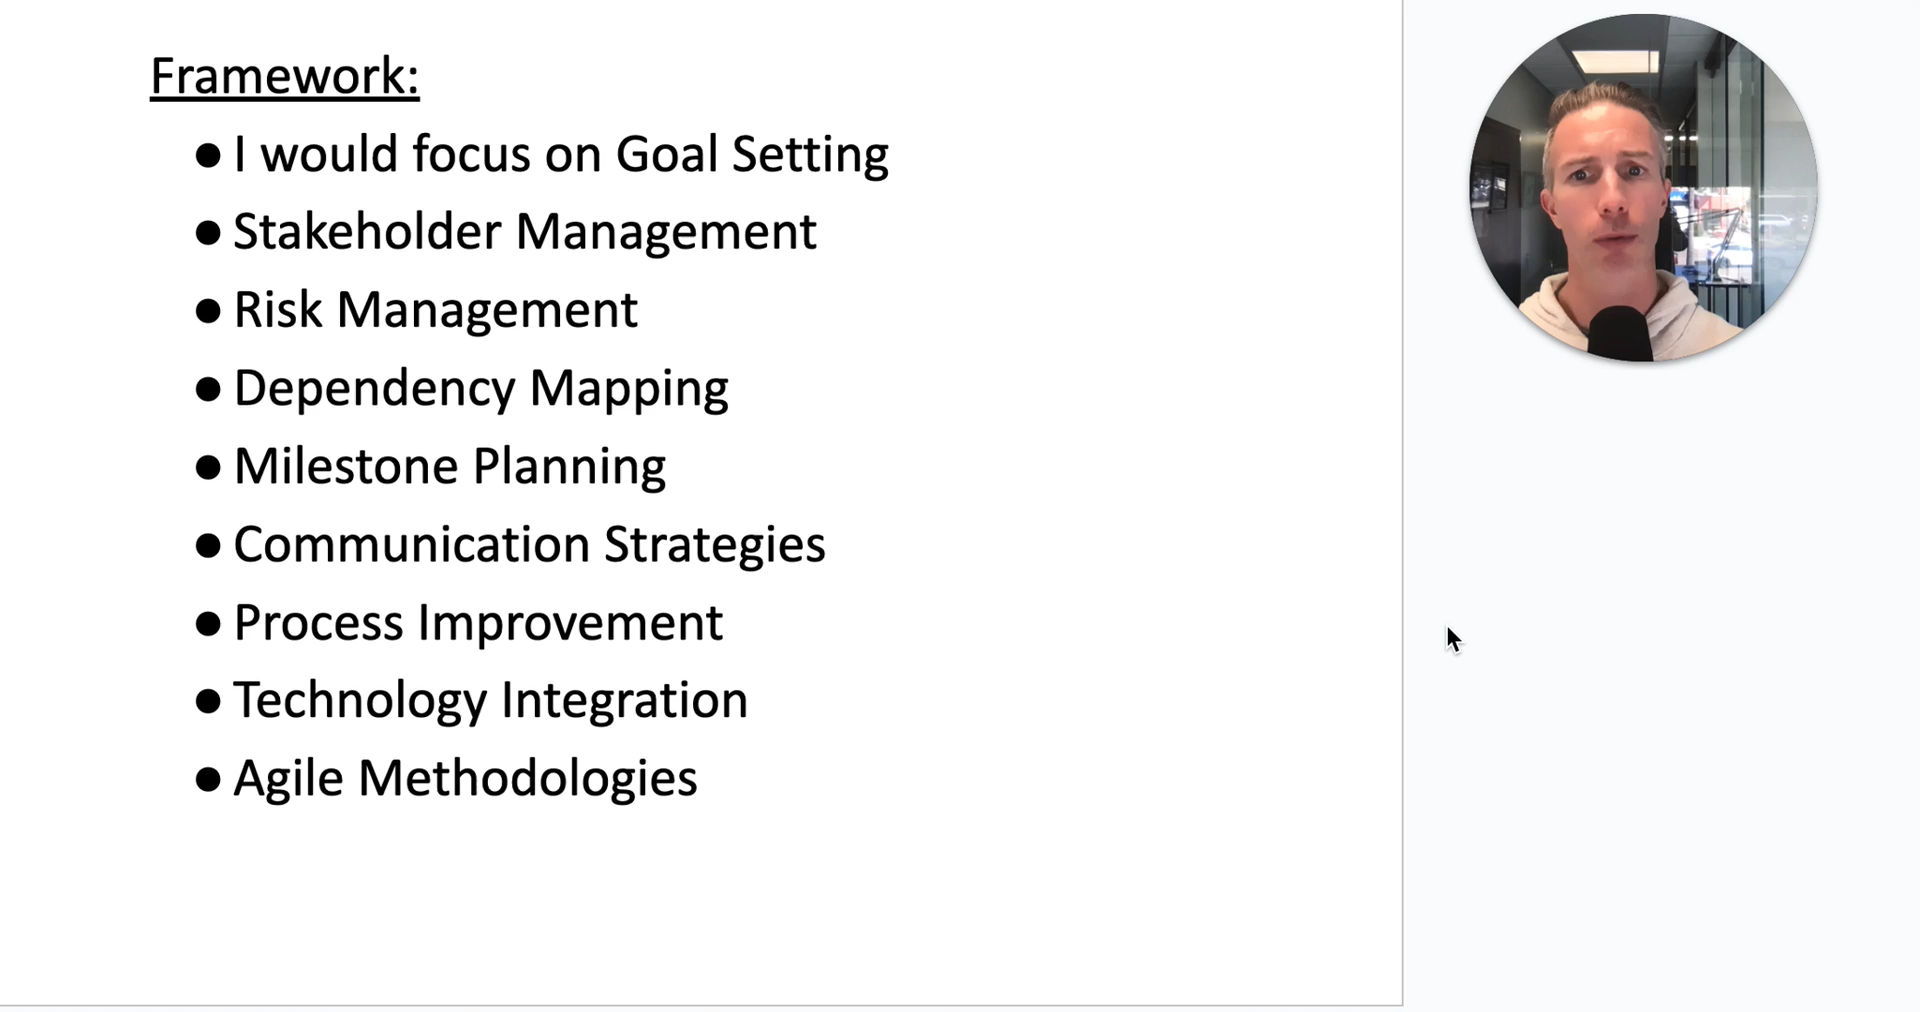 Framework:
● I would focus on Goal Setting
● Stakeholder Management
● Risk Management
● Dependency Mapping
● Milestone Planning
● Communication Strategies
● Process Improvement
● Technology Integration
● Agile Methodologies